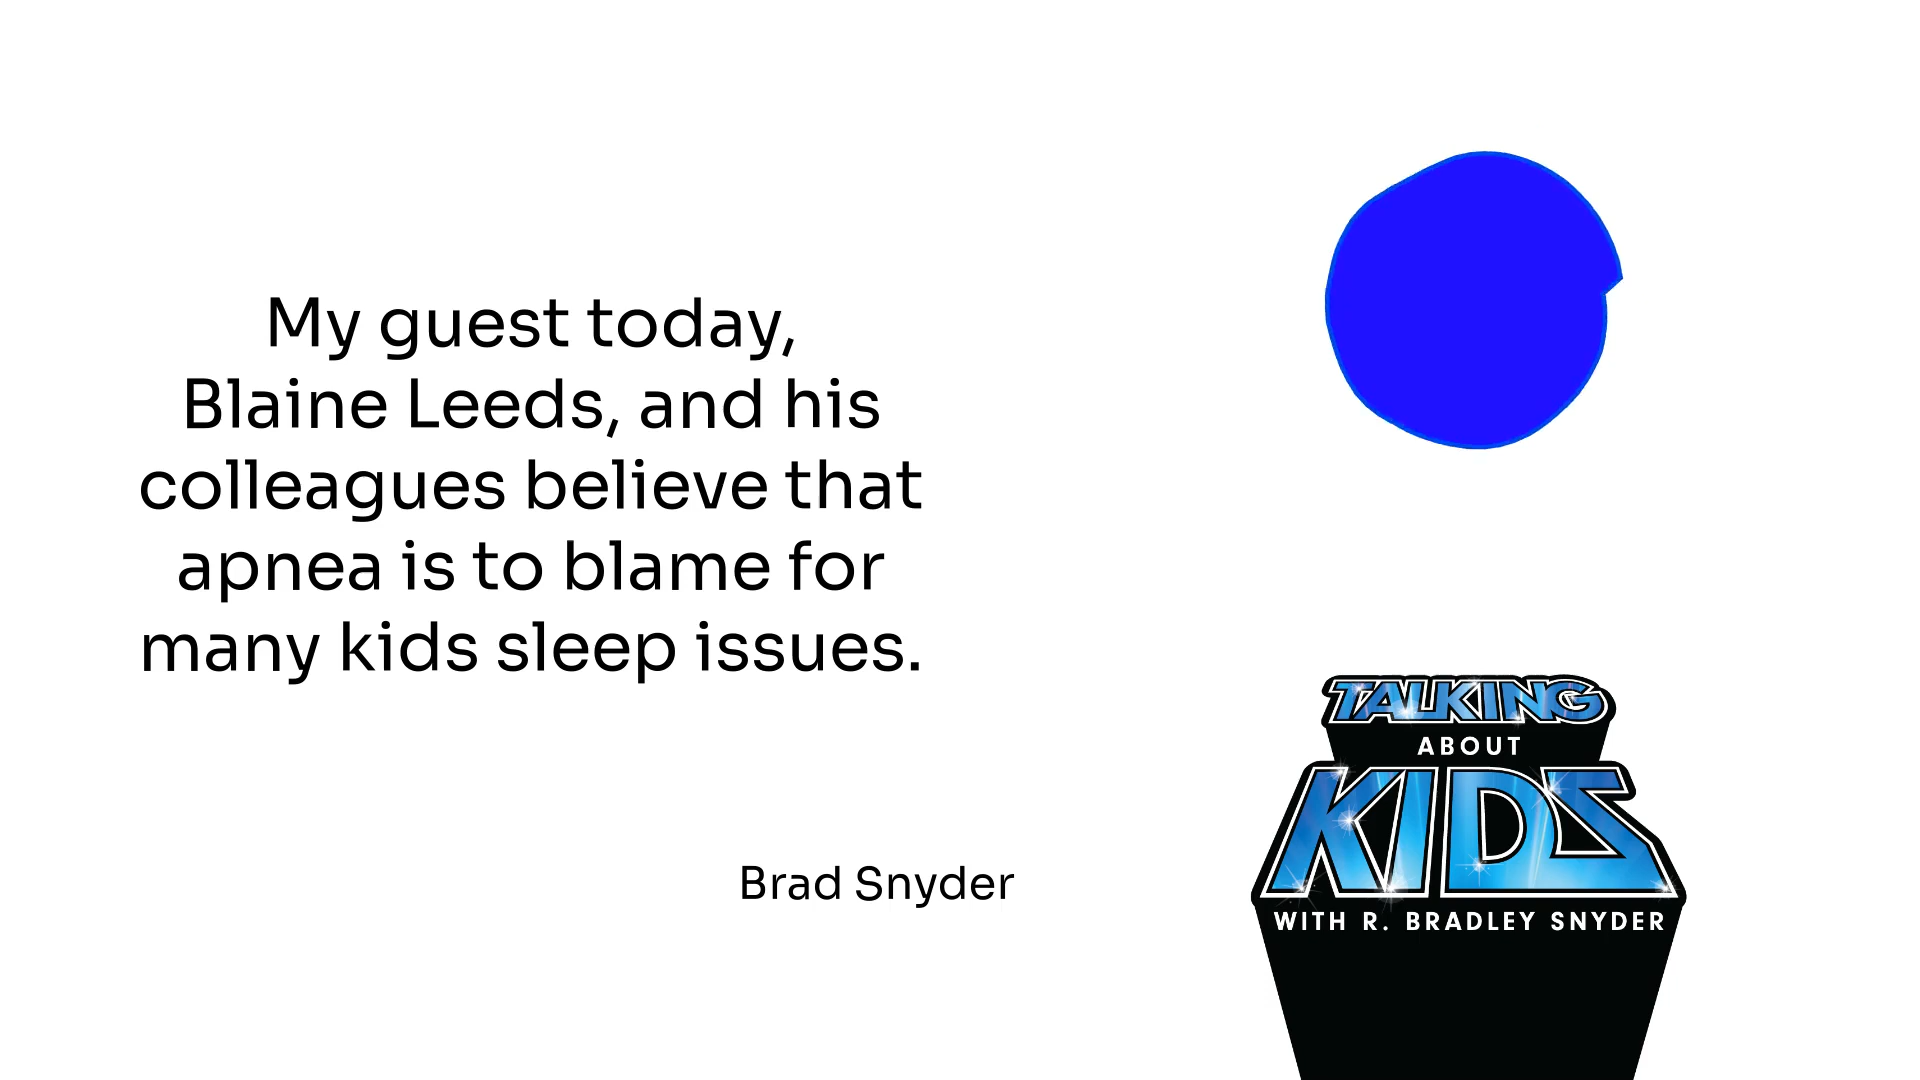 My guest today,
Blaine Leeds, and his
colleagues believe that
apnea is to blame for
many kids sleep issues.
Brad Snyder
TALKING
ABOUT
KIDS
WITH R. BRADLEY SNYDER